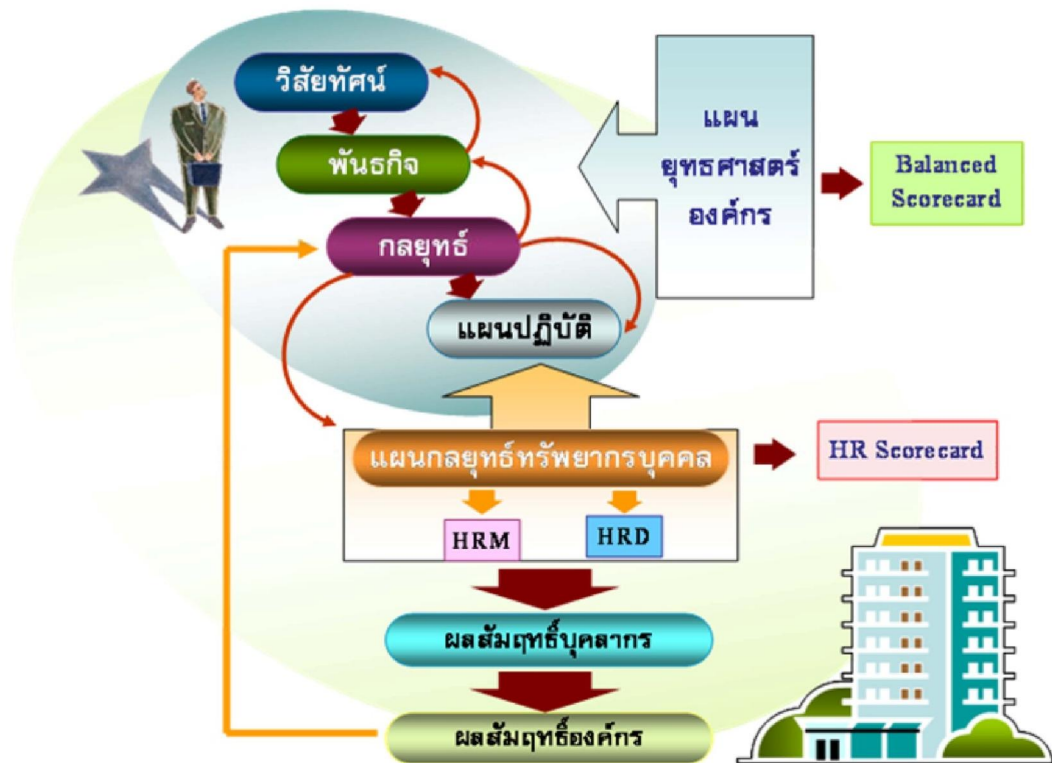 วิสัยทัศน์
พันธกิจ
กลยุทธ์
แผนปฏิบัติ
แผน
ยุทธศาสตร์
องค์กร
Balanced
Scorecard
แผนกลยุทธ์ทรัพยากรบุคคล
HR Scorecard
HRM
HRD
ผลสัมฤทธิ์บุคลากร
ผลสัมฤทธิ์องค์กร